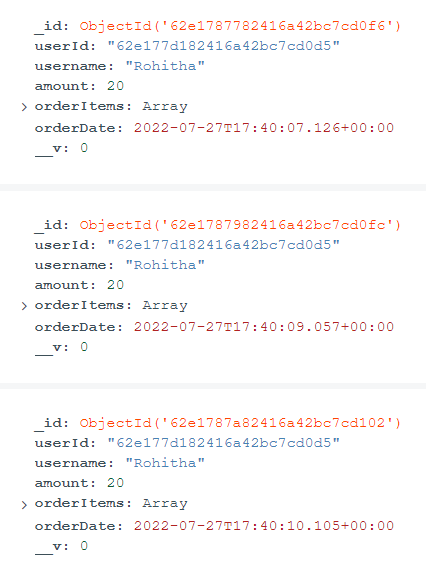 _id: ObjectId('62e1787782416a42bc7cd0f6')
userId: "62e177d182416a42bc7cd0d5"
username: "Rohitha"
amount: 20
> orderItems: Array
orderDate: 2022-07-27T17:40:07.126+00:00
__v: 0
_id: ObjectId('62e1787982416a42bc7cd0fc')
userId: "62e177d182416a42bc7cd0d5"
username: "Rohitha"
amount: 20
> orderItems: Array
orderDate: 2022-07-27T17:40:09.057+00:00
__v: 0
_id: ObjectId('62e1787a82416a42bc7cd102')
userId: "62e177d182416a42bc7cd0d5"
username: "Rohitha"
amount: 20
> orderItems: Array
orderDate: 2022-07-27T17:40:10.105+00:00
__v: 0